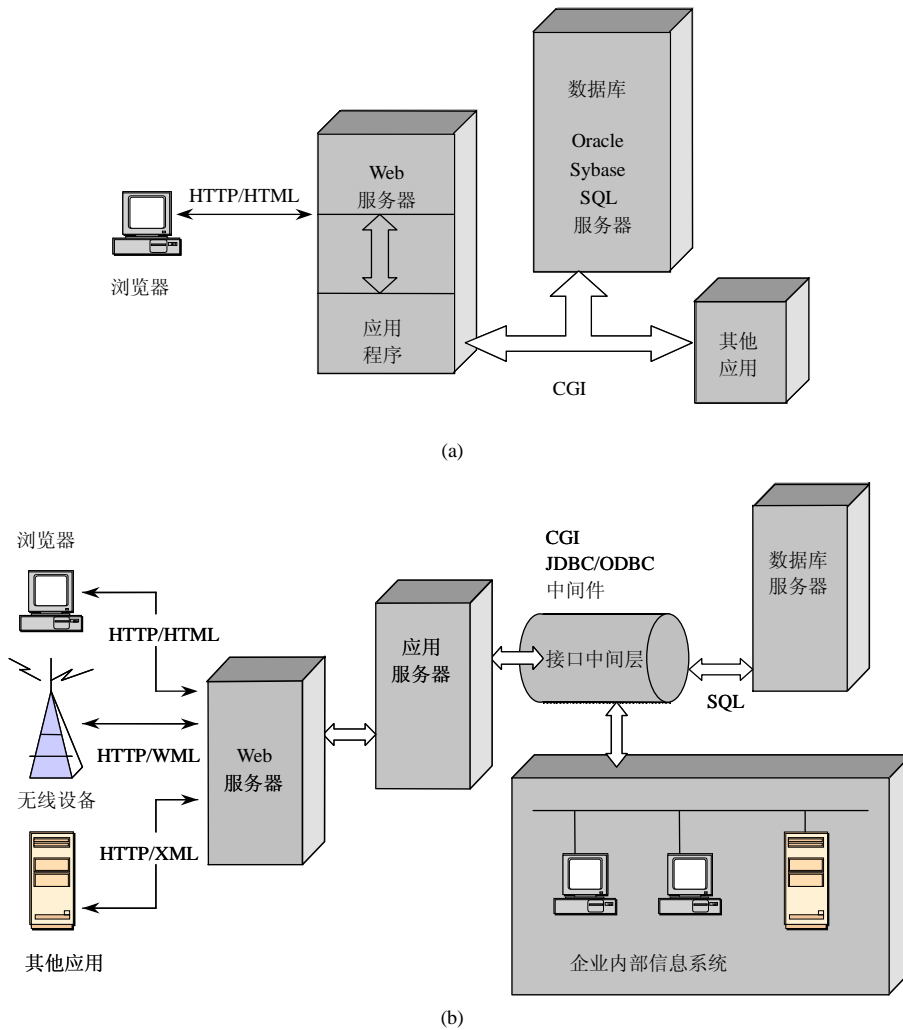 数据库
Oracle
Sybase
SQL
服务器
Web
服务器
HTTP/HTML
浏览器
应用
程序
其他
应用
CGI
(a)
浏览器
HTTP/HTML
HTTP/WML
无线设备
HTTP/XML
其他应用
Web
服务器
应用
服务器
CGI
JDBC/ODBC
中间件
接口中间层
SQL
数据库
服务器
企业内部信息系统
(b)